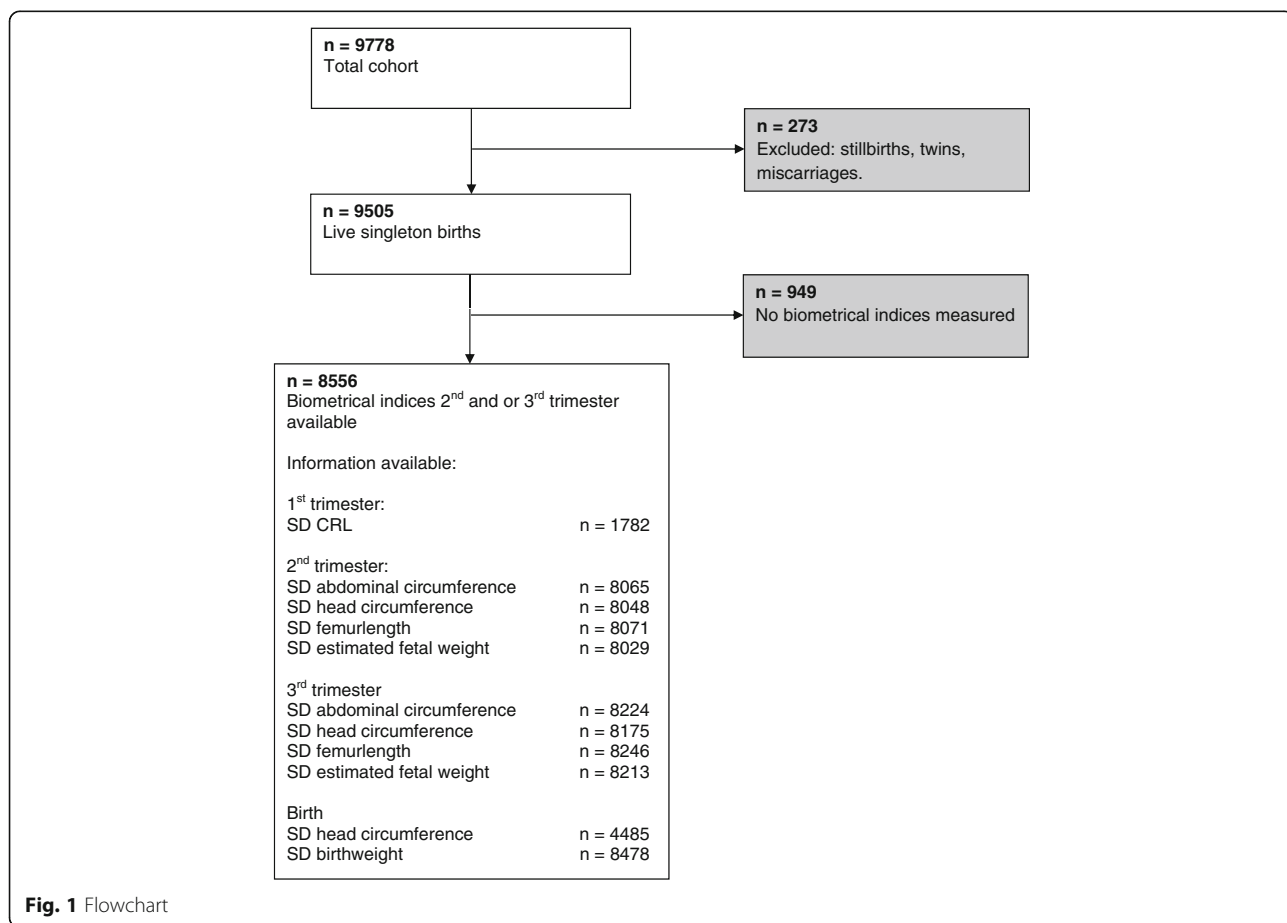 n = 9778
Total cohort
n = 273
Excluded: stillbirths, twins,
miscarriages.
n = 9505
Live singleton births
n = 949
No biometrical indices measured
n = 8556
Biometrical indices 2nd and or 3rd trimester
available
Information available:
1st trimester:
SD CRL n = 1782
2nd trimester:
SD abdominal circumference n = 8065
SD head circumference n = 8048
SD femurlength n = 8071
SD estimated fetal weight n = 8029
3rd trimester
SD abdominal circumference n = 8224
SD head circumference n = 8175
SD femurlength n = 8246
SD estimated fetal weight n = 8213
Birth
SD head circumference n = 4485
SD birthweight n = 8478
Fig. 1 Flowchart